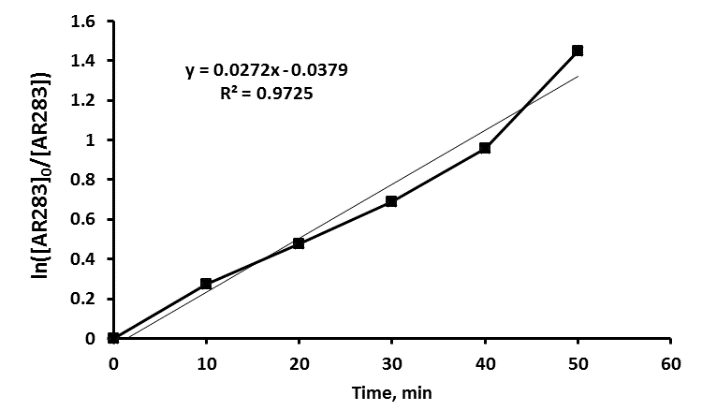 1.6
1.4
1.2
1
0.8
0.6
0.4
0.2
0
ln([AR283]₀/[AR283])
y = 0.0272x - 0.0379
R² = 0.9725
0 10 20 30 40 50 60
Time, min